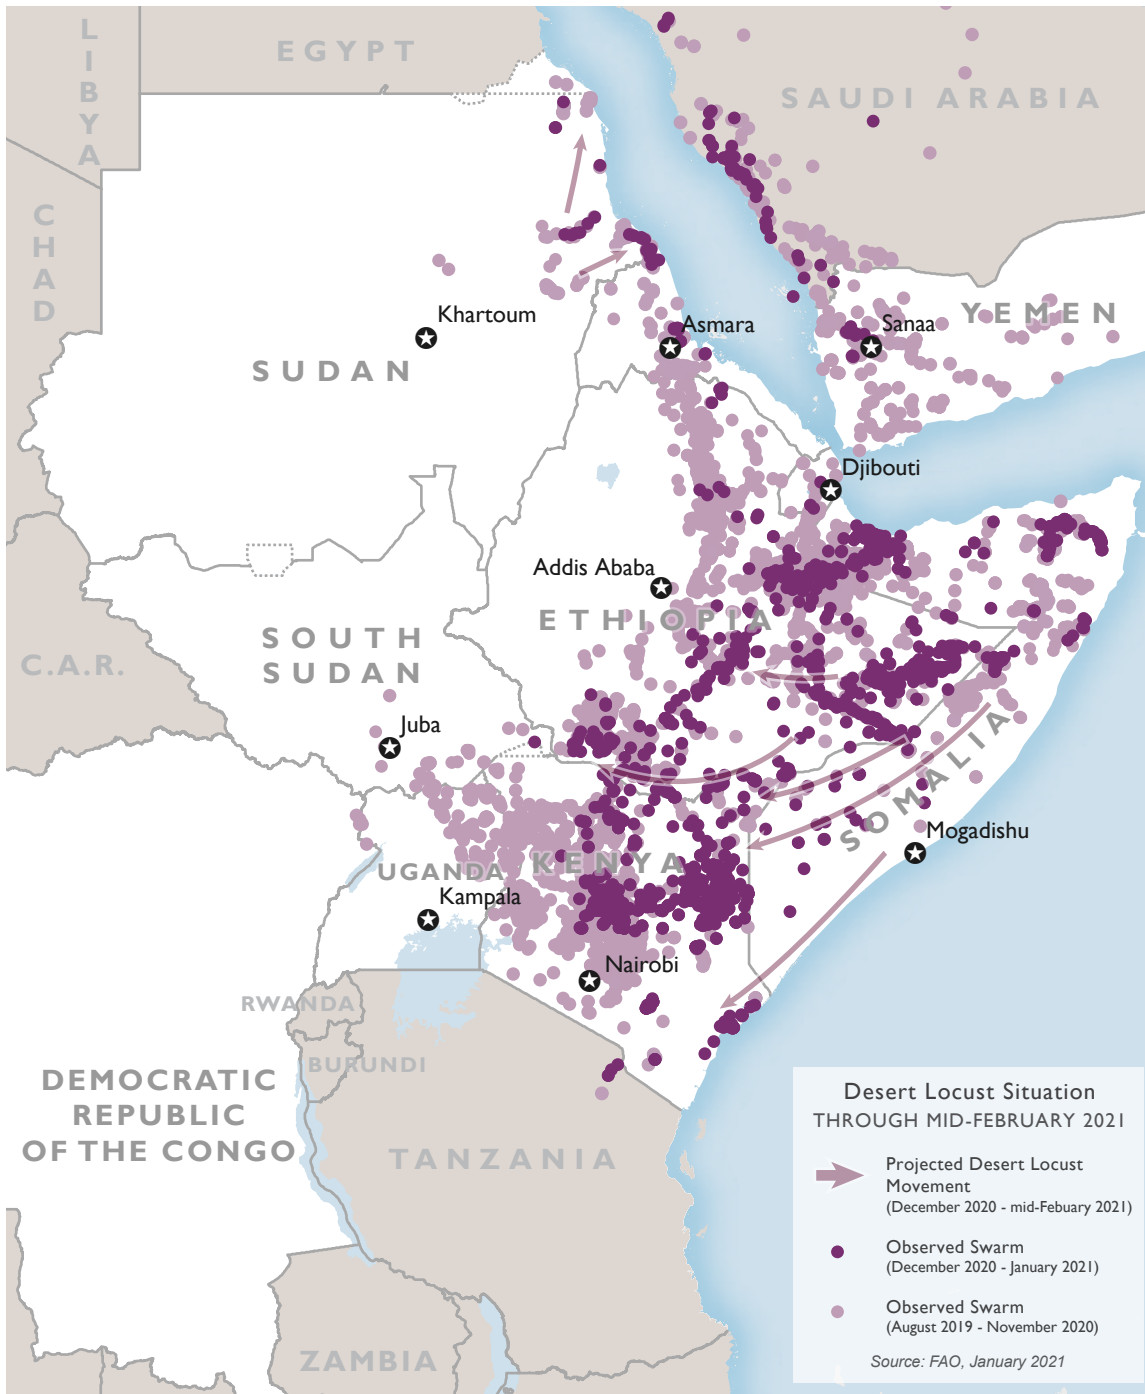 LIBYA
EGYPT
SAUDI ARABIA
CHAD
Khartoum
SUDAN
Asmara
Sanaa
YEMEN
Djibouti
Addis Ababa
ETHIOPIA
C.A.R.
SOUTH
SUDAN
Juba
SOMALIA
Mogadishu
UGANDA
KENYA
Kampala
Nairobi
RWANDA
BURUNDI
DEMOCRATIC
REPUBLIC
OF THE CONGO
TANZANIA
ZAMBIA
Desert Locust Situation
THROUGH MID-FEBRUARY 2021
Projected Desert Locust
Movement
(December 2020 - mid-Febuary 2021)
Observed Swarm
(December 2020 - January 2021)
Observed Swarm
(August 2019 - November 2020)
Source: FAO, January 2021